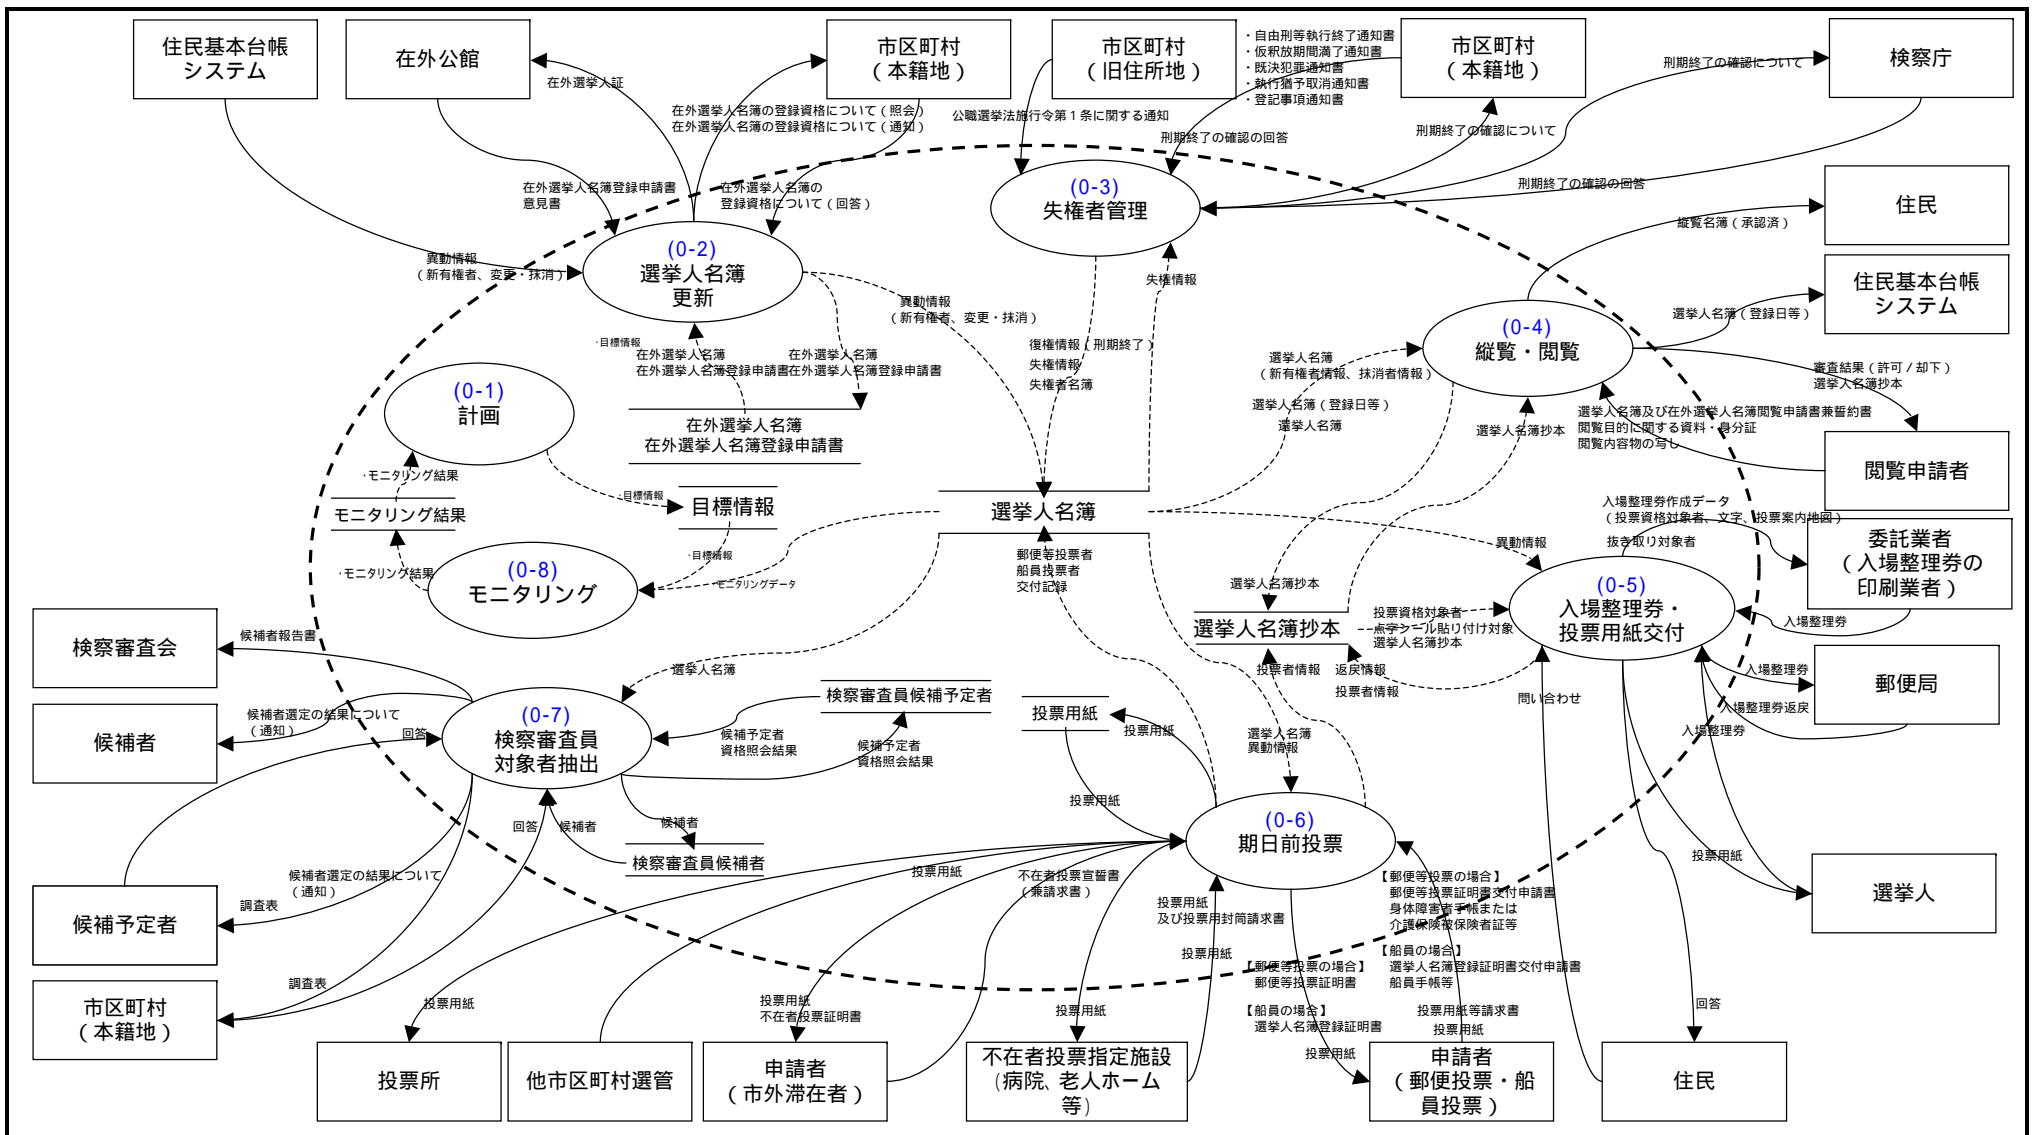 住民基本台帳
システム
在外公館
市区町村
（本籍地）
市区町村
（旧住所地）
・自由刑等執行終了通知書
・仮釈放期間満了通知書
・既決犯罪通知書
・執行猶予取消通知書
・登記事項通知書
市区町村
（本籍地）
検察庁
刑期終了の確認について
在外選挙人証
在外選挙人名簿の登録資格について（照会）
在外選挙人名簿の登録資格について（通知）
公職選挙法施行令第１条に関する通知
刑期終了の確認の回答
刑期終了の確認について
刑期終了の確認の回答
在外選挙人名簿登録申請書
意見書
在外選挙人名簿の
登録資格について（回答）
(0-3)
失権者管理
住民
縦覧名簿（承認済）
異動情報
（新有権者、変更・抹消）
(0-2)
選挙人名簿
更新
異動情報
（新有権者、変更・抹消）
失権情報
住民基本台帳
システム
選挙人名簿（登録日等）
(0-4)
縦覧・閲覧
復権情報（刑期終了）
失権情報
失権者名簿
・目標情報
在外選挙人名簿
在外選挙人名簿登録申請書
在外選挙人名簿
在外選挙人名簿登録申請書
選挙人名簿
（新有権者情報、抹消者情報）
選挙人名簿（登録日等）
選挙人名簿
選挙人名簿抄本
審査結果（許可／却下）
選挙人名簿抄本
選挙人名簿及び在外選挙人名簿閲覧申請書兼誓約書
閲覧目的に関する資料・身分証
閲覧内容物の写し
閲覧申請者
(0-1)
計画
在外選挙人名簿
在外選挙人名簿登録申請書
・モニタリング結果
モニタリング結果
・目標情報
目標情報
選挙人名簿
入場整理券作成データ
（投票資格対象者、文字、投票案内地図）
抜き取り対象者
委託業者
（入場整理券の
印刷業者）
異動情報
・目標情報
・モニタリング結果
(0-8)
モニタリング
モニタリングデータ
郵便等投票者
船員投票者
交付記録
選挙人名簿抄本
選挙人名簿抄本
投票資格対象者
点字シール貼り付け対象
選挙人名簿抄本
(0-5)
入場整理券・
投票用紙交付
入場整理券
検察審査会
候補者報告書
選挙人名簿
投票者情報
返戻情報
投票者情報
問い合わせ
入場整理券
郵便局
入場整理券返戻
入場整理券
候補者
候補者選定の結果について
（通知）
回答
(0-7)
検察審査員
対象者抽出
検察審査員候補予定者
候補予定者
資格照会結果
候補予定者
資格照会結果
投票用紙
投票用紙
選挙人名簿
異動情報
投票用紙
(0-6)
期日前投票
回答
候補者
候補者
検察審査員候補者
投票用紙
不在者投票宣誓書
（兼請求書）
投票用紙
選挙人
候補者選定の結果について
（通知）
調査表
候補予定者
投票用紙
及び投票用封筒請求書
投票用紙
【郵便等投票の場合】
郵便等投票証明書交付申請書
身体障害者手帳または
介護保険被保険者証等
【船員の場合】
選挙人名簿登録証明書交付申請書
船員手帳等
【郵便等投票の場合】
郵便等投票証明書
【船員の場合】
選挙人名簿登録証明書
投票用紙等請求書
投票用紙
投票用紙
回答
調査表
市区町村
（本籍地）
投票用紙
投票用紙
不在者投票証明書
投票用紙
投票所
他市区町村選管
申請者
（市外滞在者）
不在者投票指定施設
（病院、老人ホーム
等）
申請者
（郵便投票・船
員投票）
住民